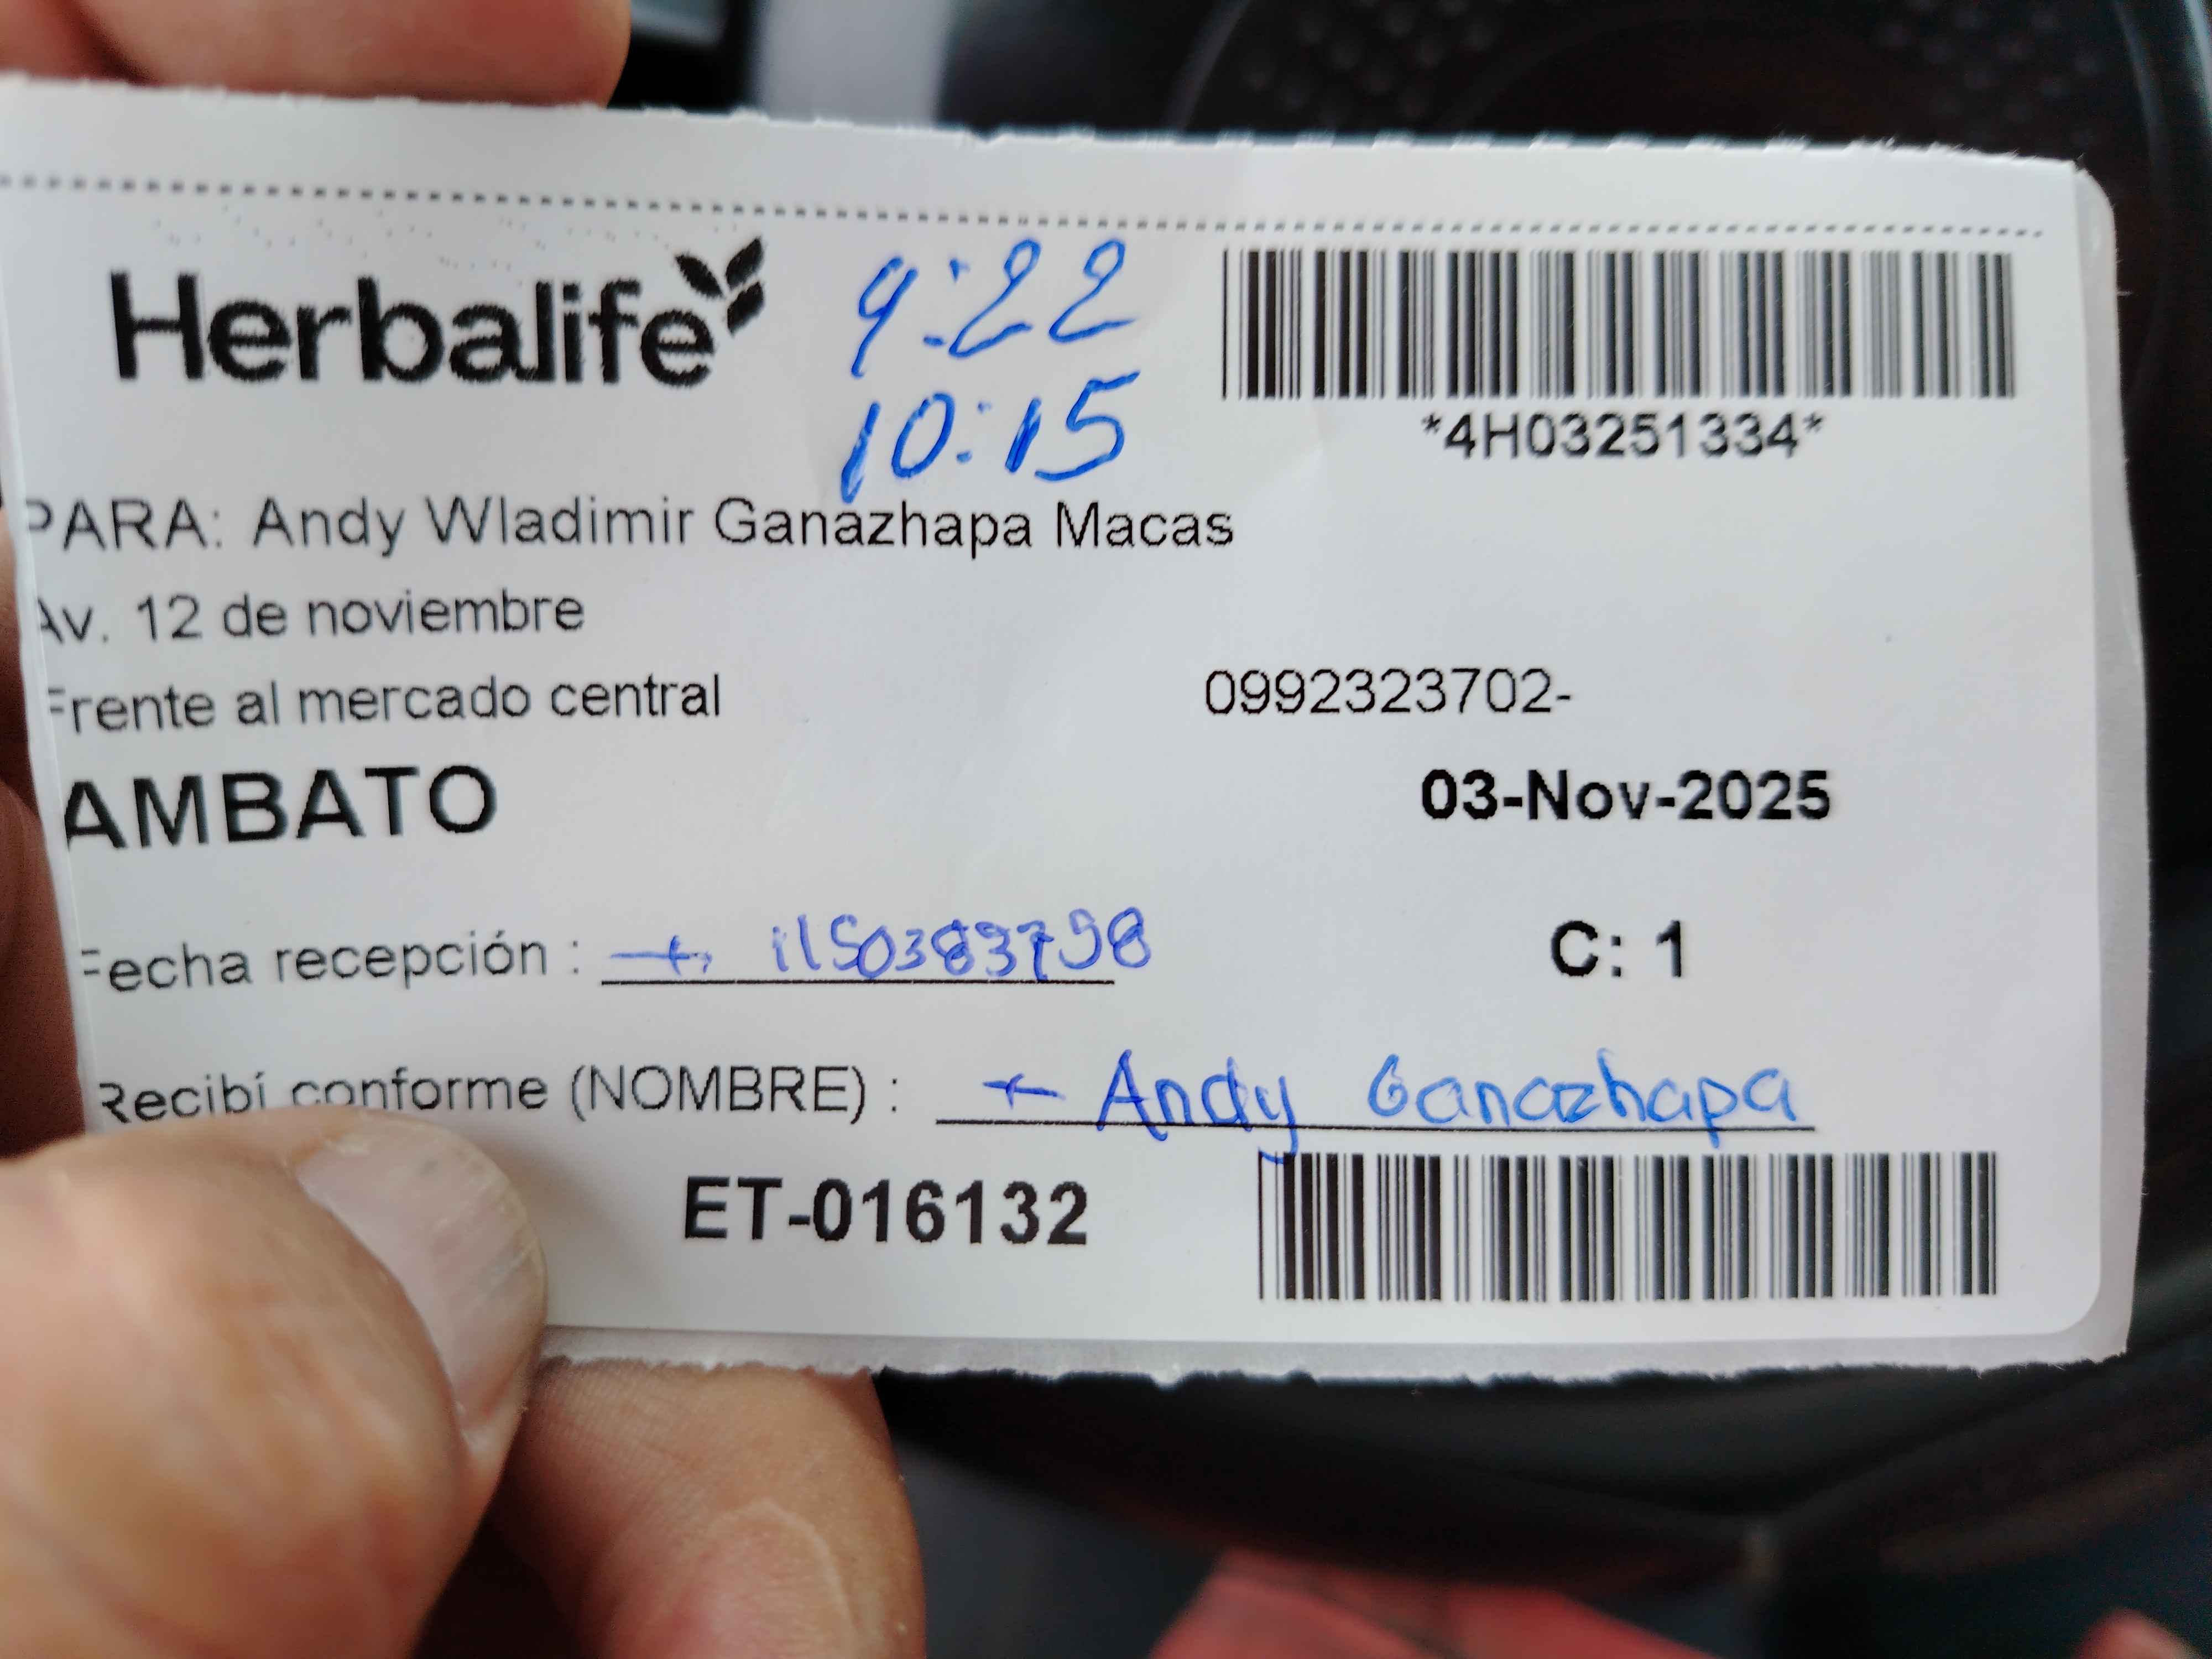 Herbalife
9:22
10:15
*4H03251334*
PARA: Andy Wladimir Ganazhapa Macas
Av. 12 de noviembre
Frente al mercado central
0992323702-
AMBATO
03-Nov-2025
Fecha recepción :
C: 1
Recibí conforme (NOMBRE) : Andy Ganazhapa
ET-016132